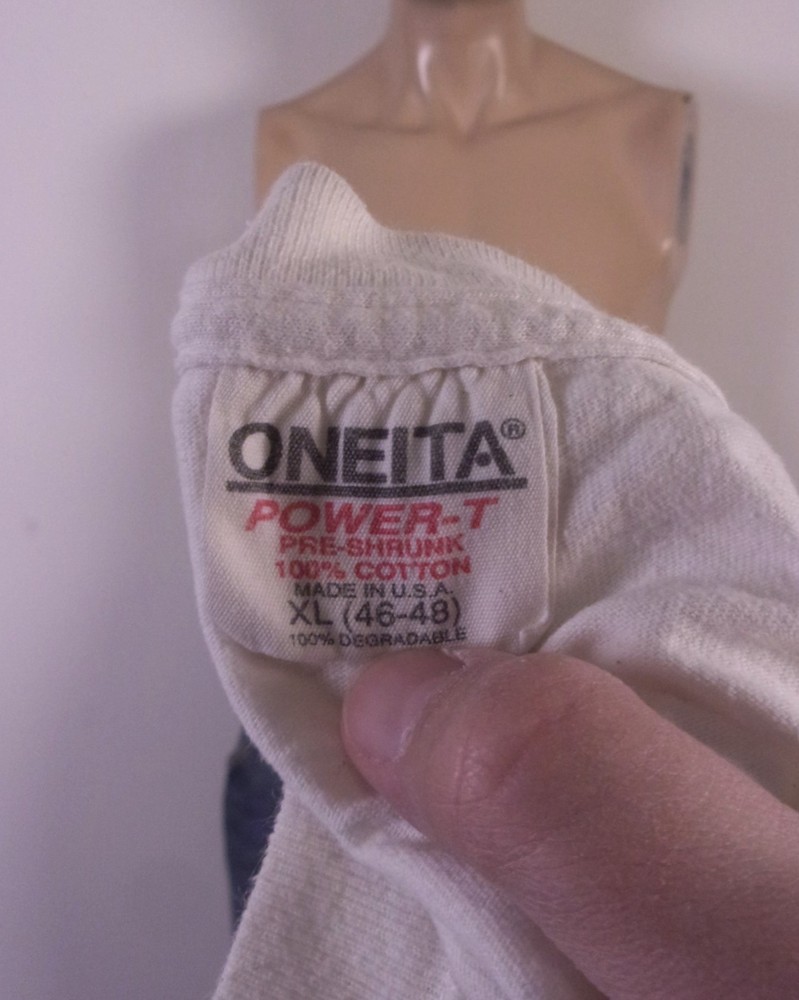 ONEITA®
POWER-T
PRE-SHRUNK
100% COTTON
MADE IN U.S.A.
XL (46-48)
100% DEGRADABLE